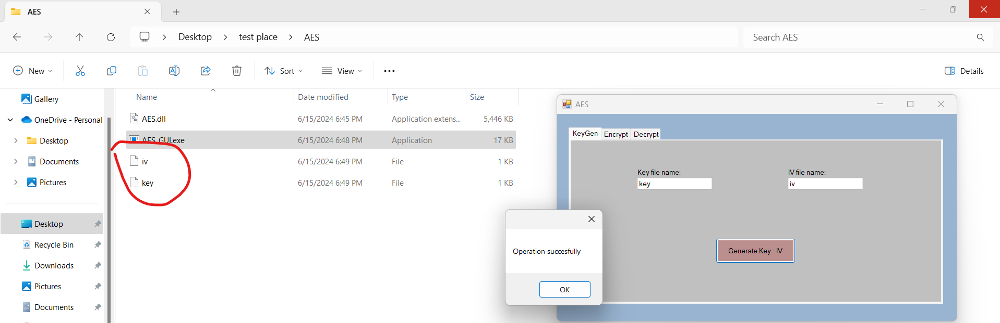 AES
Desktop > test place > AES
Search AES
New
Sort
View
Details
Gallery
OneDrive - Personal
Desktop
Documents
Pictures
Desktop
Recycle Bin
Downloads
Pictures
Documents
Name Date modified Type Size
AES.dll 6/15/2024 6:45 PM Application extens... 5,446 KB
AES_GUI.exe 6/15/2024 6:48 PM Application 17 KB
iv 6/15/2024 6:49 PM File 1 KB
key 6/15/2024 6:49 PM File 1 KB
AES
KeyGen Encrypt Decrypt
Key file name: IV file name:
key iv
Generate Key - IV
Operation succesfully
OK